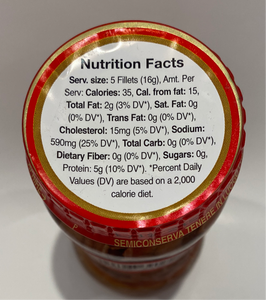 Nutrition Facts
Serv. size: 5 Fillets (16g), Amt. Per
Serv: Calories: 35, Cal. from fat: 15,
Total Fat: 2g (3% DV*), Sat. Fat: 0g
(0% DV*), Trans Fat: 0g (0% DV*),
Cholesterol: 15mg (5% DV*), Sodium:
590mg (25% DV*), Total Carb: 0g (0% DV*),
Dietary Fiber: 0g (0% DV*), Sugars: 0g,
Protein: 5g (10% DV*). *Percent Daily
Values (DV) are based on a 2,000
calorie diet.
SEMICONSERVA TENERE IN